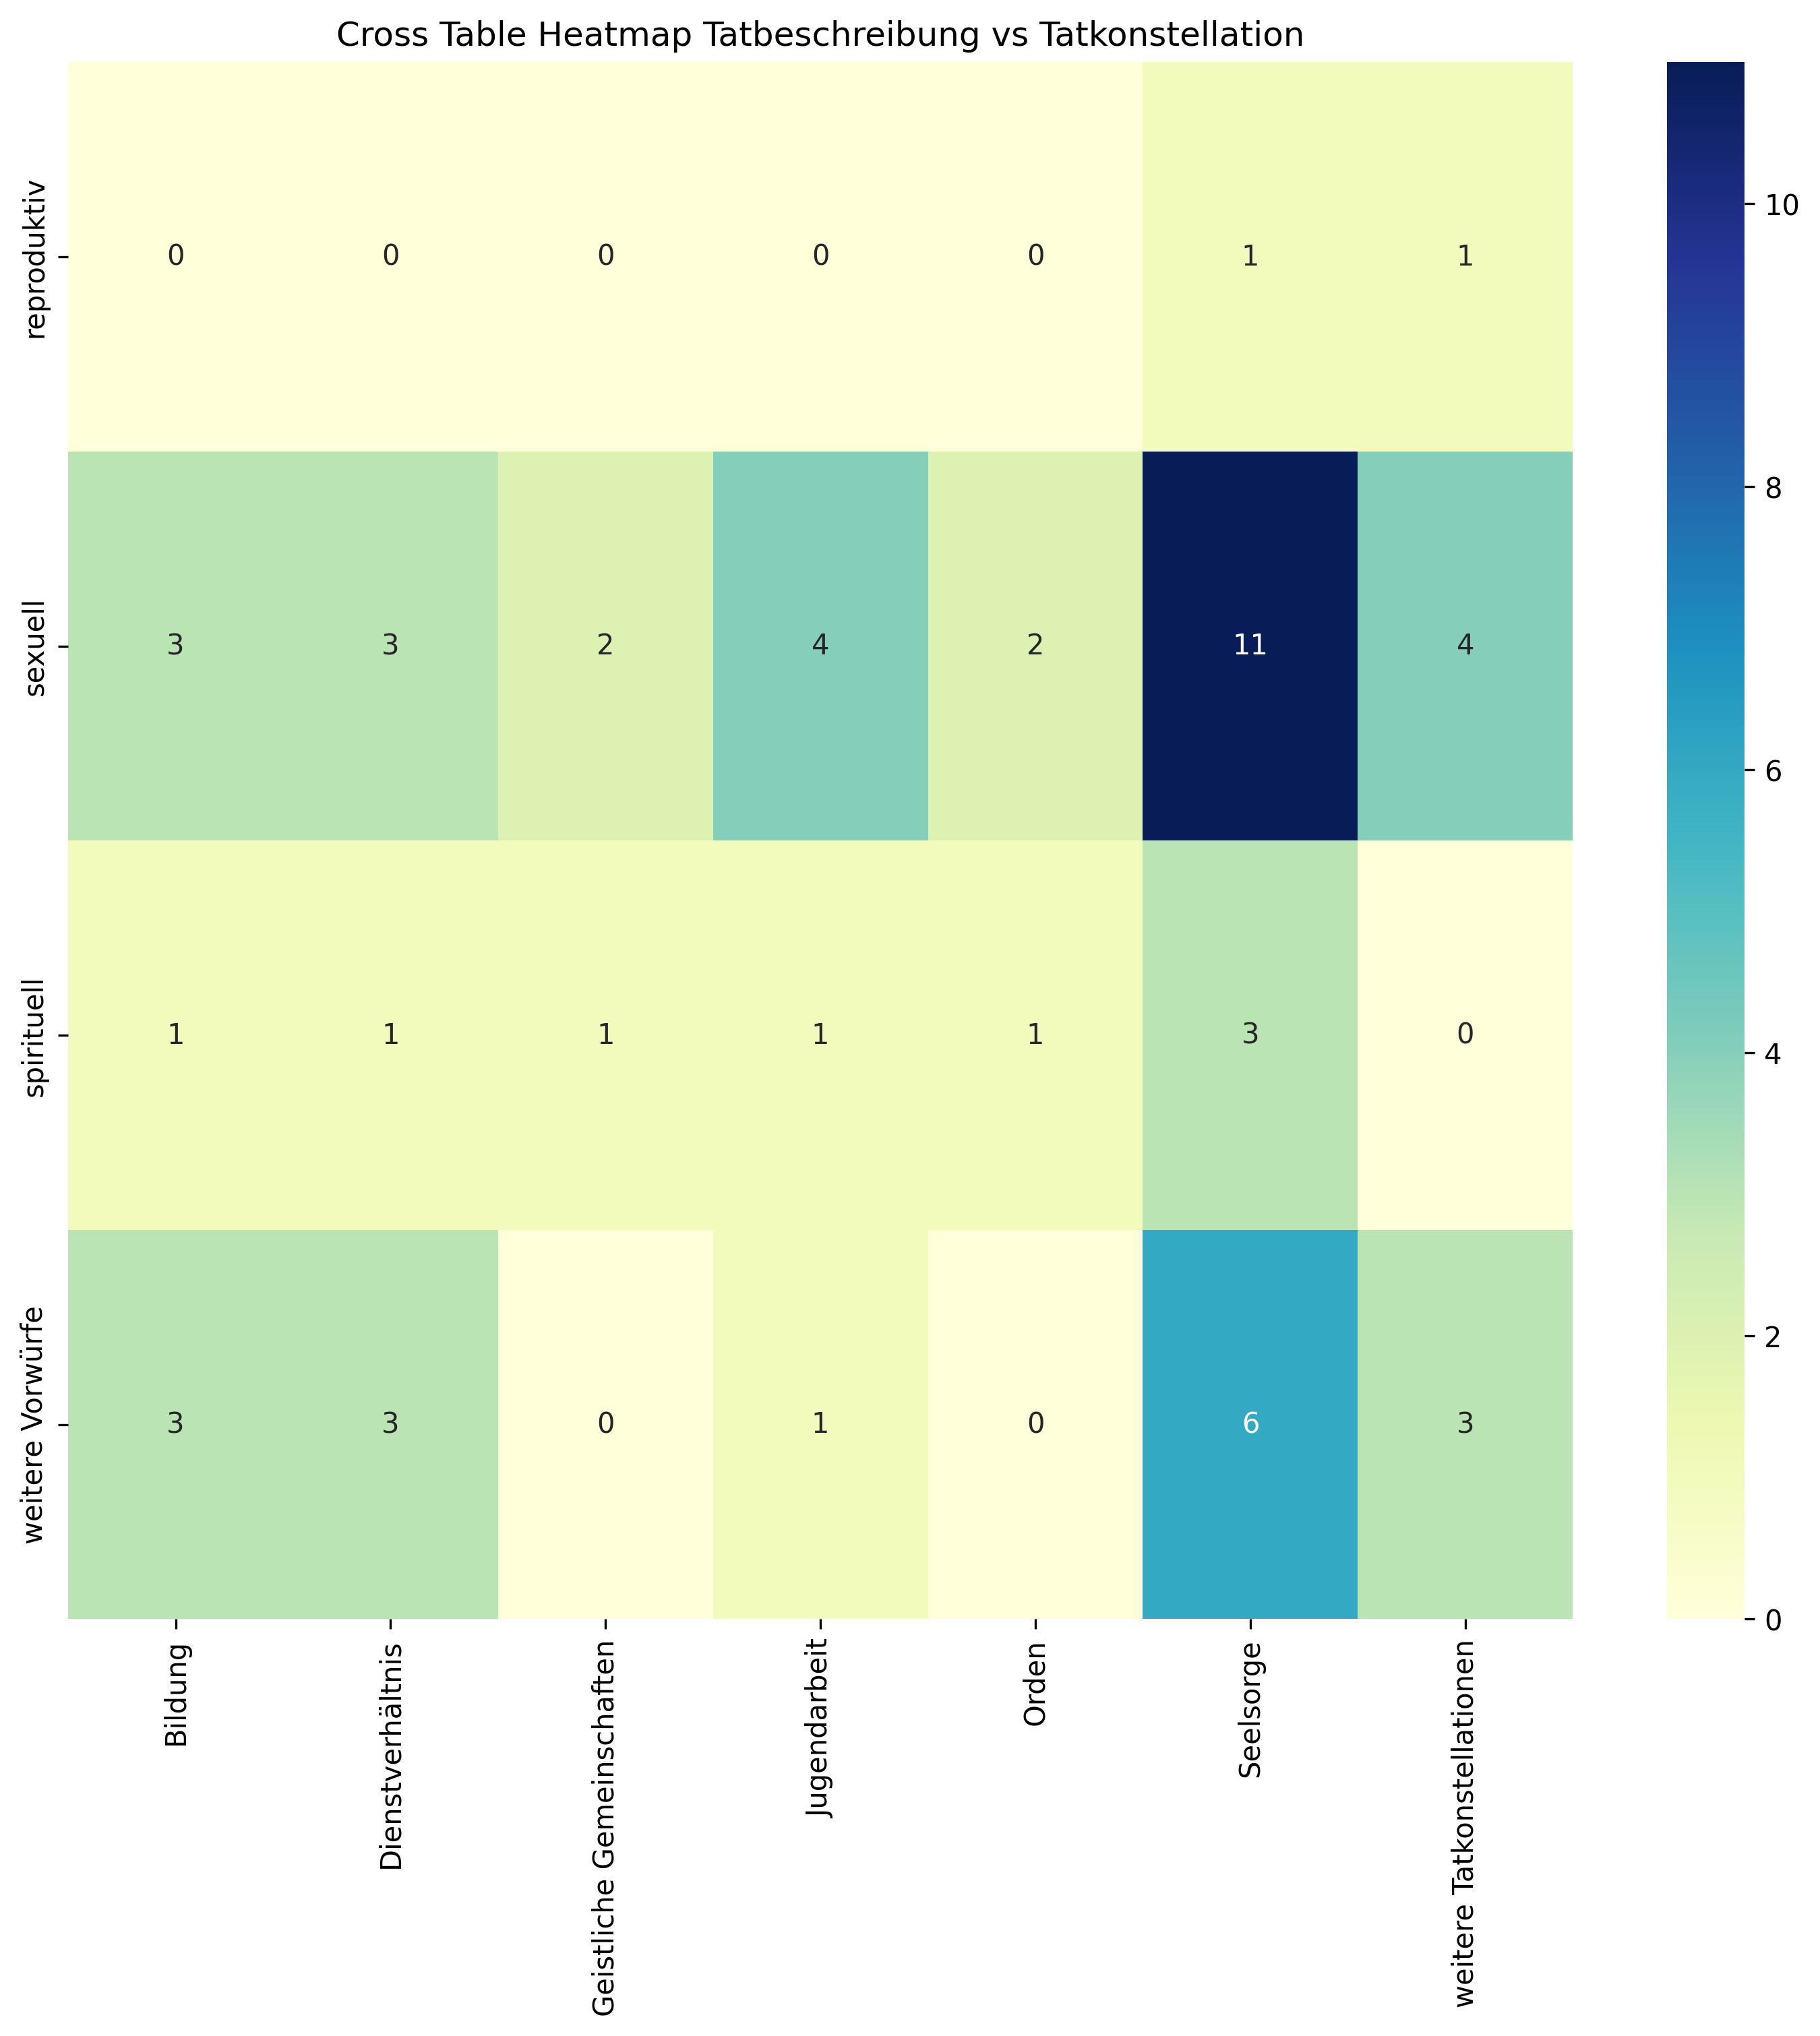 Cross Table Heatmap Tatbeschreibung vs Tatkonstellation
reproduktiv
0 0 0 0 0 1 1
sexuell
3 3 2 4 2 11 4
spirituell
1 1 1 1 1 3 0
weitere Vorwürfe
3 3 0 1 0 6 3
Bildung
Dienstverhältnis
Geistliche Gemeinschaften
Jugendarbeit
Orden
Seelsorge
weitere Tatkonstellationen
10
8
6
4
2
0